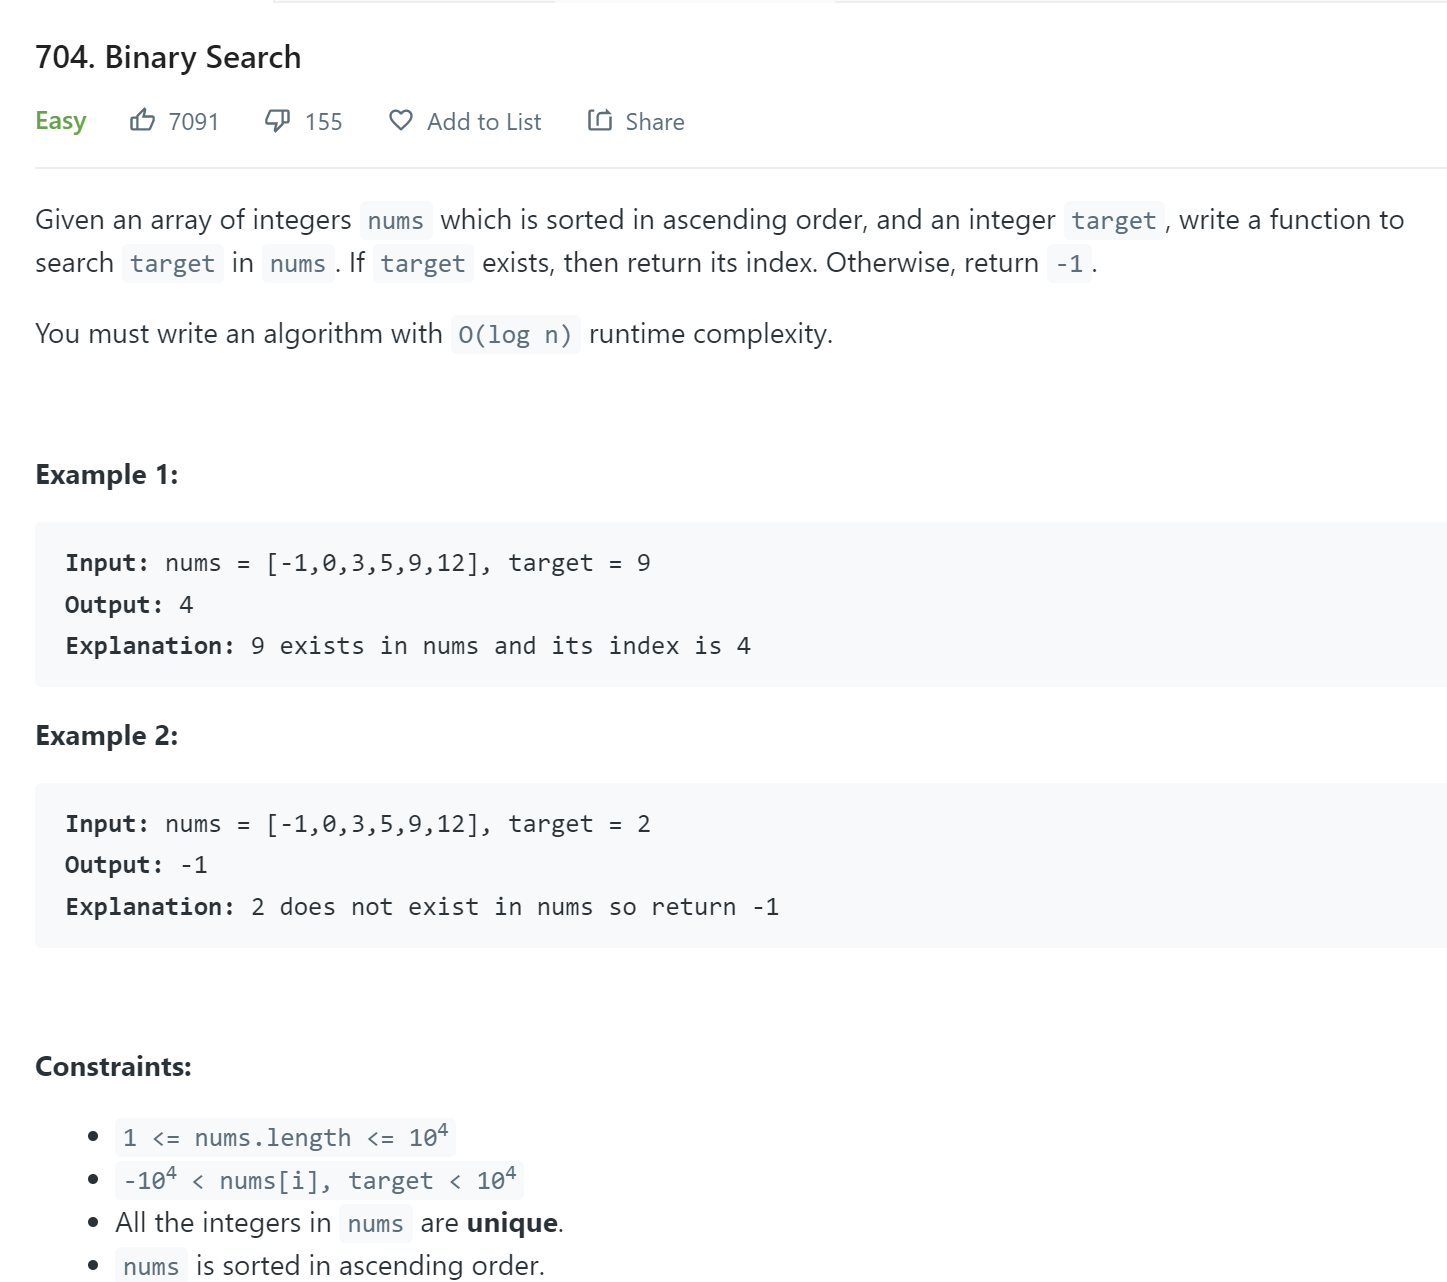 704. Binary Search
Easy 7091 155 Add to List Share
Given an array of integers nums which is sorted in ascending order, and an integer target, write a function to
search target in nums. If target exists, then return its index. Otherwise, return -1.
You must write an algorithm with O(log n) runtime complexity.
Example 1:
Input: nums = [-1,0,3,5,9,12], target = 9
Output: 4
Explanation: 9 exists in nums and its index is 4
Example 2:
Input: nums = [-1,0,3,5,9,12], target = 2
Output: -1
Explanation: 2 does not exist in nums so return -1
Constraints:
• 1 <= nums.length <= 10⁴
• -10⁴ < nums[i], target < 10⁴
• All the integers in nums are unique.
• nums is sorted in ascending order.